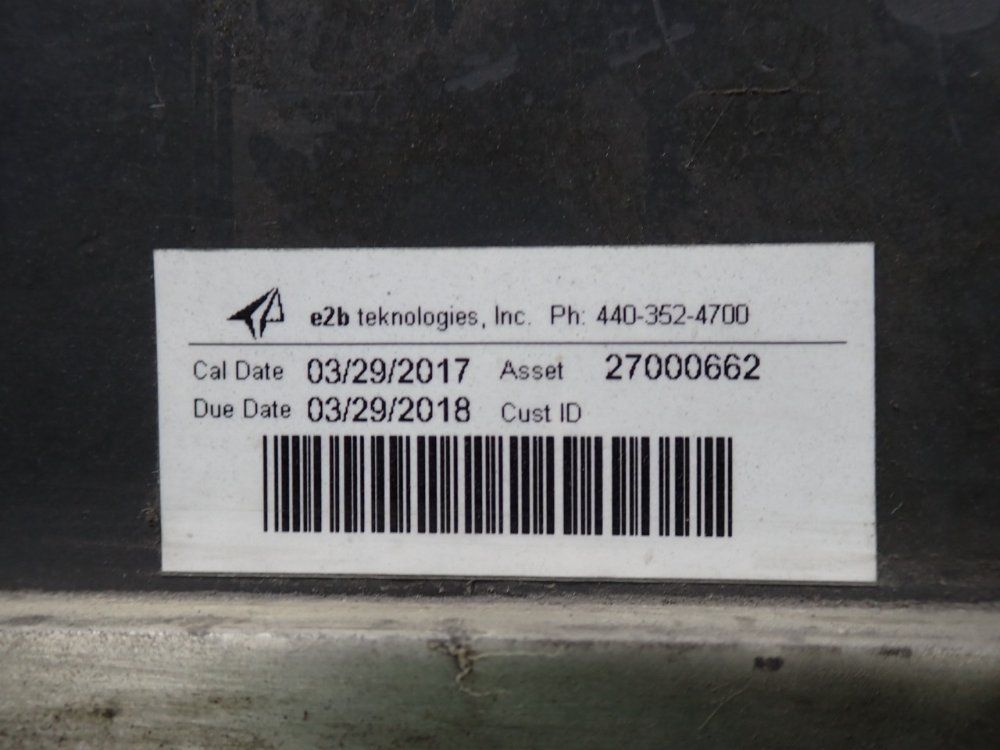 e2b teknologies, Inc. Ph: 440-352-4700
Cal Date 03/29/2017 Asset 27000662
Due Date 03/29/2018 Cust ID